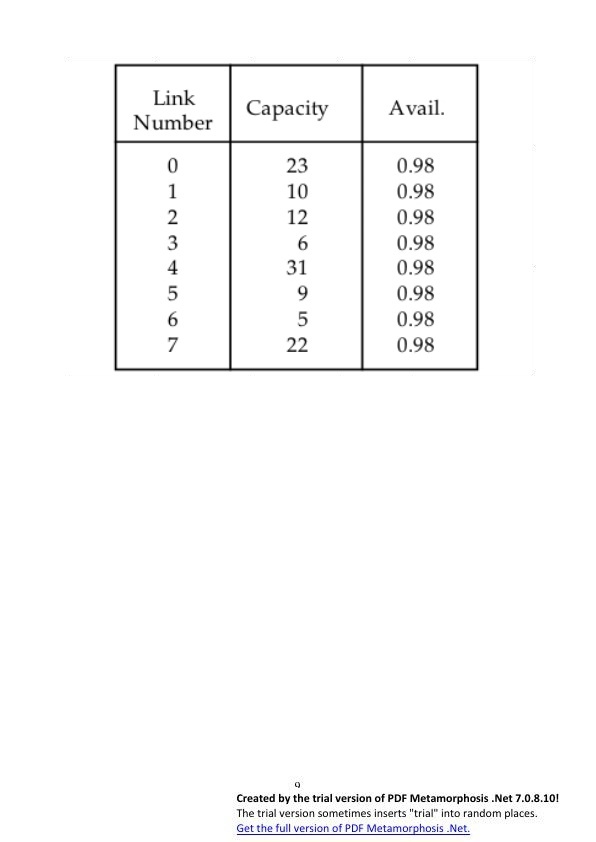 Link Number Capacity Avail.
0 23 0.98
1 10 0.98
2 12 0.98
3 6 0.98
4 31 0.98
5 9 0.98
6 5 0.98
7 22 0.98
9
Created by the trial version of PDF Metamorphosis .Net 7.0.8.10!
The trial version sometimes inserts "trial" into random places.
Get the full version of PDF Metamorphosis .Net.